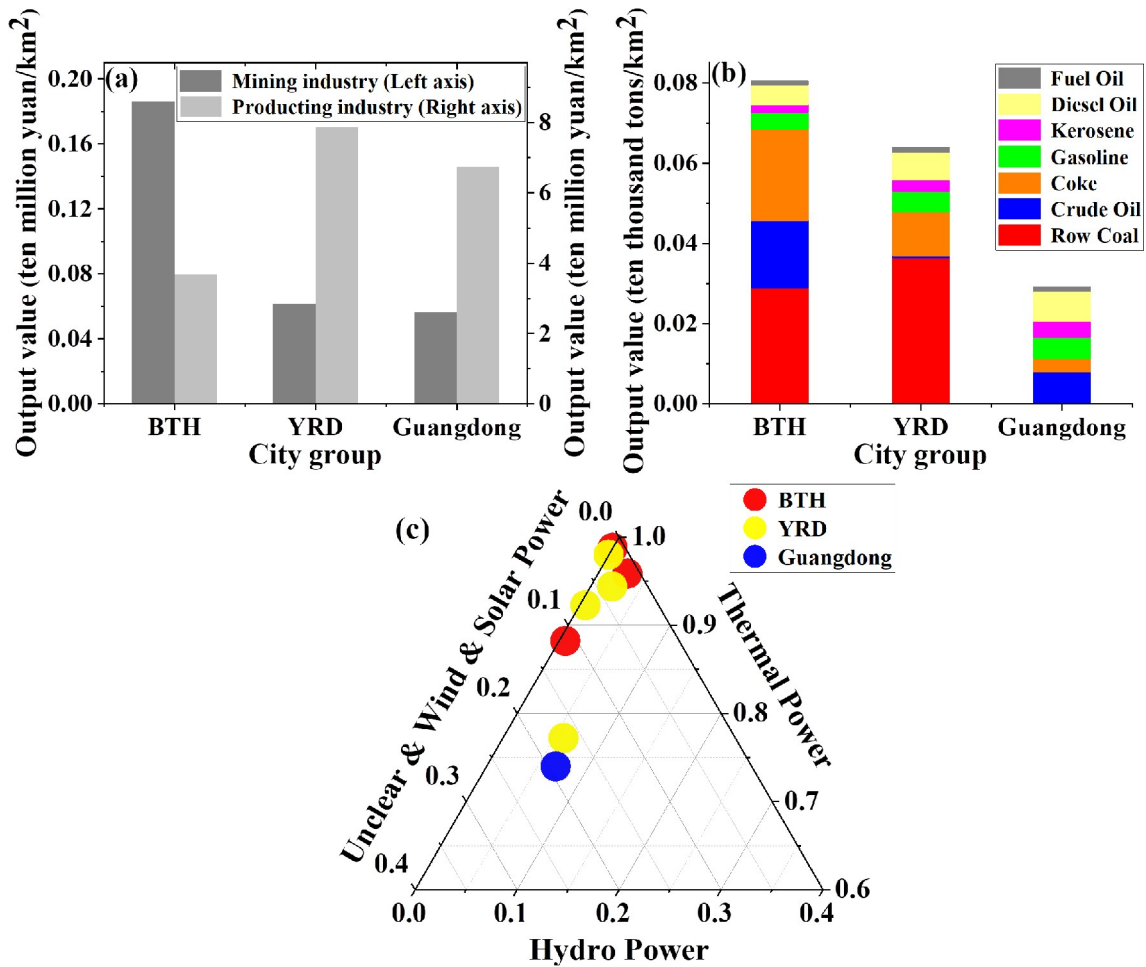 (a)
Mining industry (Left axis)
Producting industry (Right axis)
Output value (ten million yuan/km2)
0.20
0.16
0.12
0.08
0.04
0.00
8
6
4
2
0
Output value (ten million yuan/km2)
BTH YRD Guangdong
City group
(b)
Fuel Oil
Diesel Oil
Kerosene
Gasoline
Coke
Crude Oil
Row Coal
Output value (ten thousand tons/km2)
0.08
0.06
0.04
0.02
0.00
BTH YRD Guangdong
City group
(c)
BTH
YRD
Guangdong
Unclear & Wind & Solar Power
0.0
0.1
0.2
0.3
0.4
Thermal Power
1.0
0.9
0.8
0.7
0.6
0.0 0.1 0.2 0.3 0.4
Hydro Power